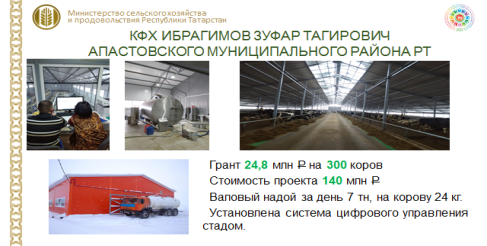 Министерство сельского хозяйства
и продовольствия Республики Татарстан
КФХ ИБРАГИМОВ ЗУФАР ТАГИРОВИЧ
АПАСТОВСКОГО МУНИЦИПАЛЬНОГО РАЙОНА РТ
Грант 24,8 млн ₽ на 300 коров
Стоимость проекта 140 млн ₽
Валовый надой за день 7 тн, на корову 24 кг.
Установлена система цифрового управления
стадом.